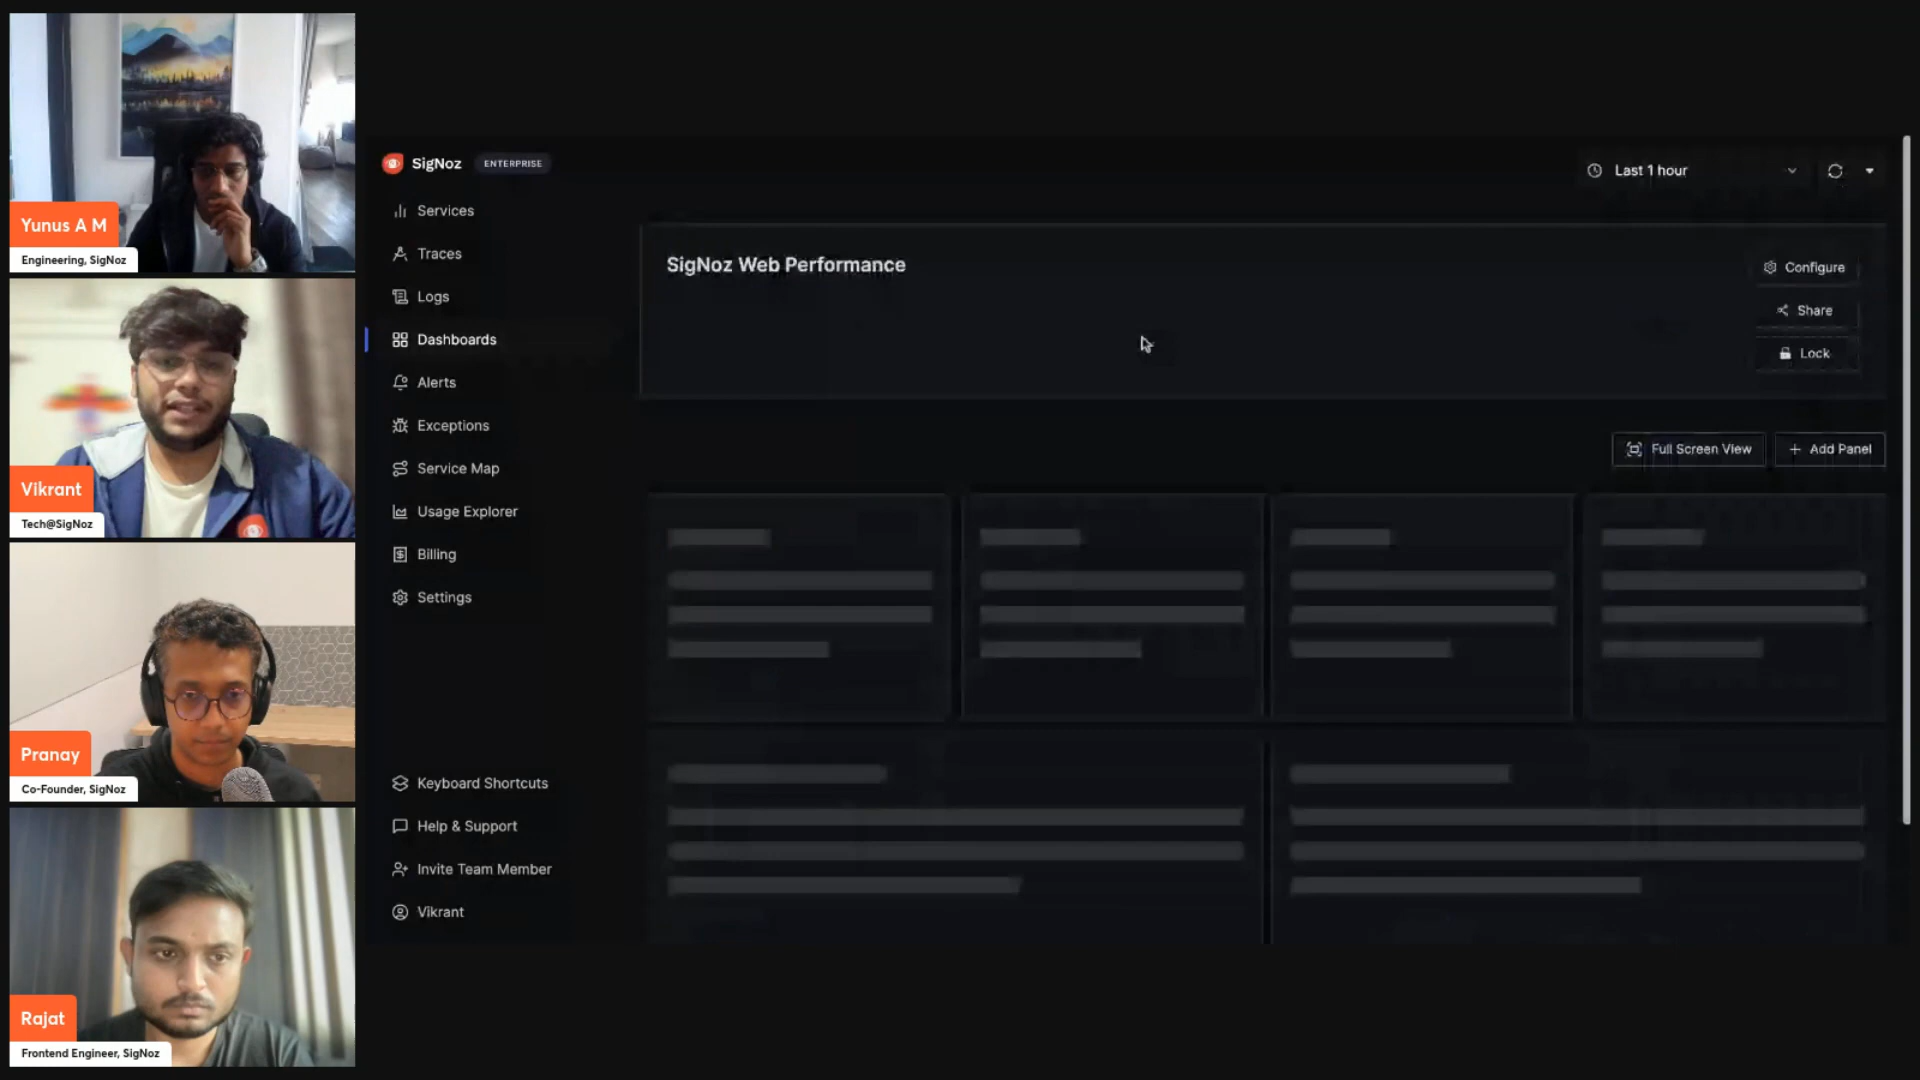 Yunus A M
Engineering, SigNoz
Vikrant
Tech@SigNoz
Pranay
Co-Founder, SigNoz
Rajat
Frontend Engineer, SigNoz
SigNoz ENTERPRISE
Services
Traces
Logs
Dashboards
Alerts
Exceptions
Service Map
Usage Explorer
Billing
Settings
Keyboard Shortcuts
Help & Support
Invite Team Member
Vikrant
Last 1 hour
SigNoz Web Performance
Configure
Share
Lock
Full Screen View
+ Add Panel